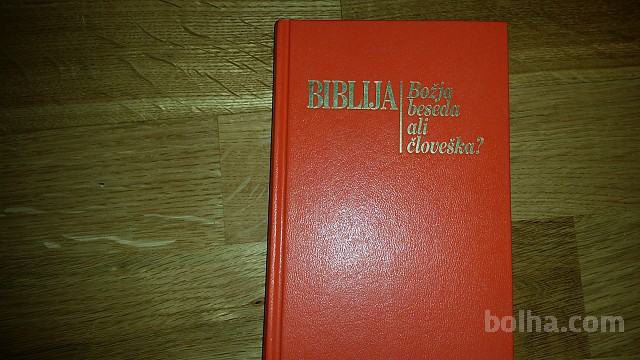 BIBLIJA
Božja
beseda
ali
človeška?
bolha.com